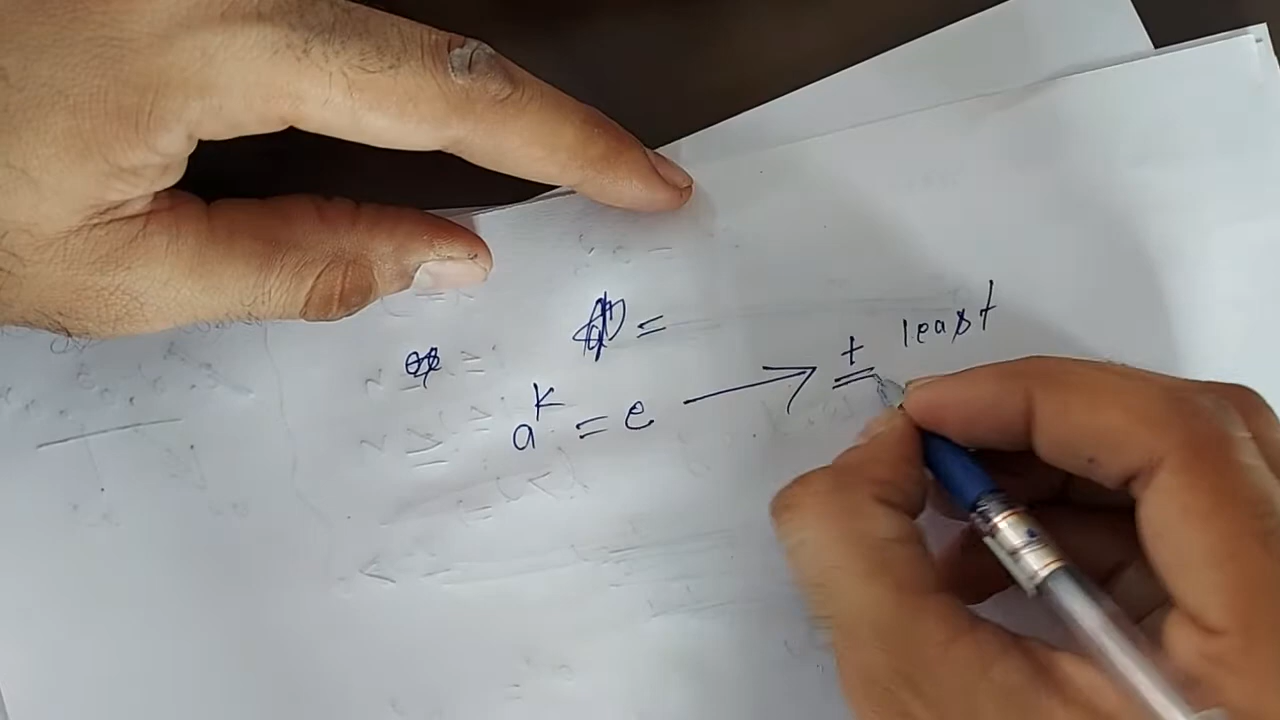 =
a^k = e → ± least